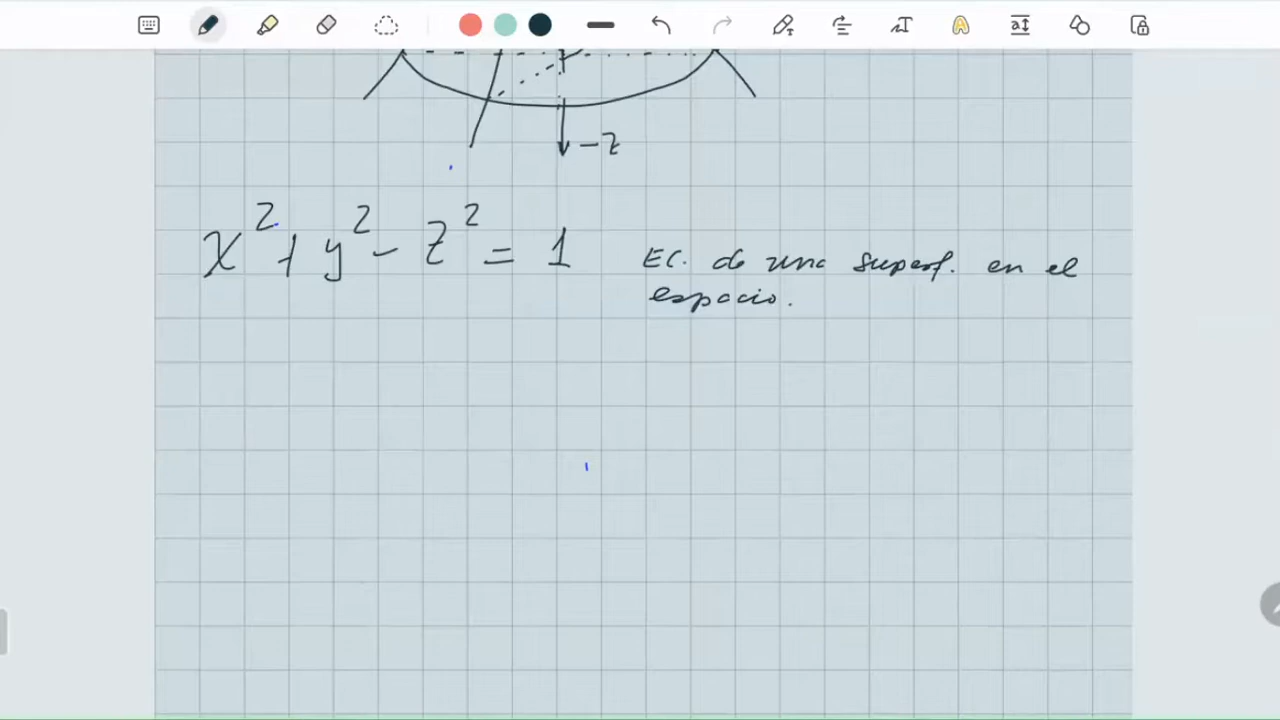 -z
x² + y² - z² = 1 EC. de una superf. en el
espacio.